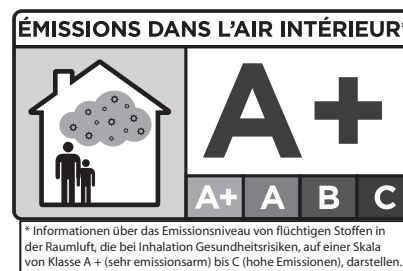 ÉMISSIONS DANS L'AIR INTÉRIEUR*
A+
A+ A B C
* Informationen über das Emissionsniveau von flüchtigen Stoffen in
der Raumluft, die bei Inhalation Gesundheitsrisiken, auf einer Skala
von Klasse A + (sehr emissionsarm) bis C (hohe Emissionen), darstellen.